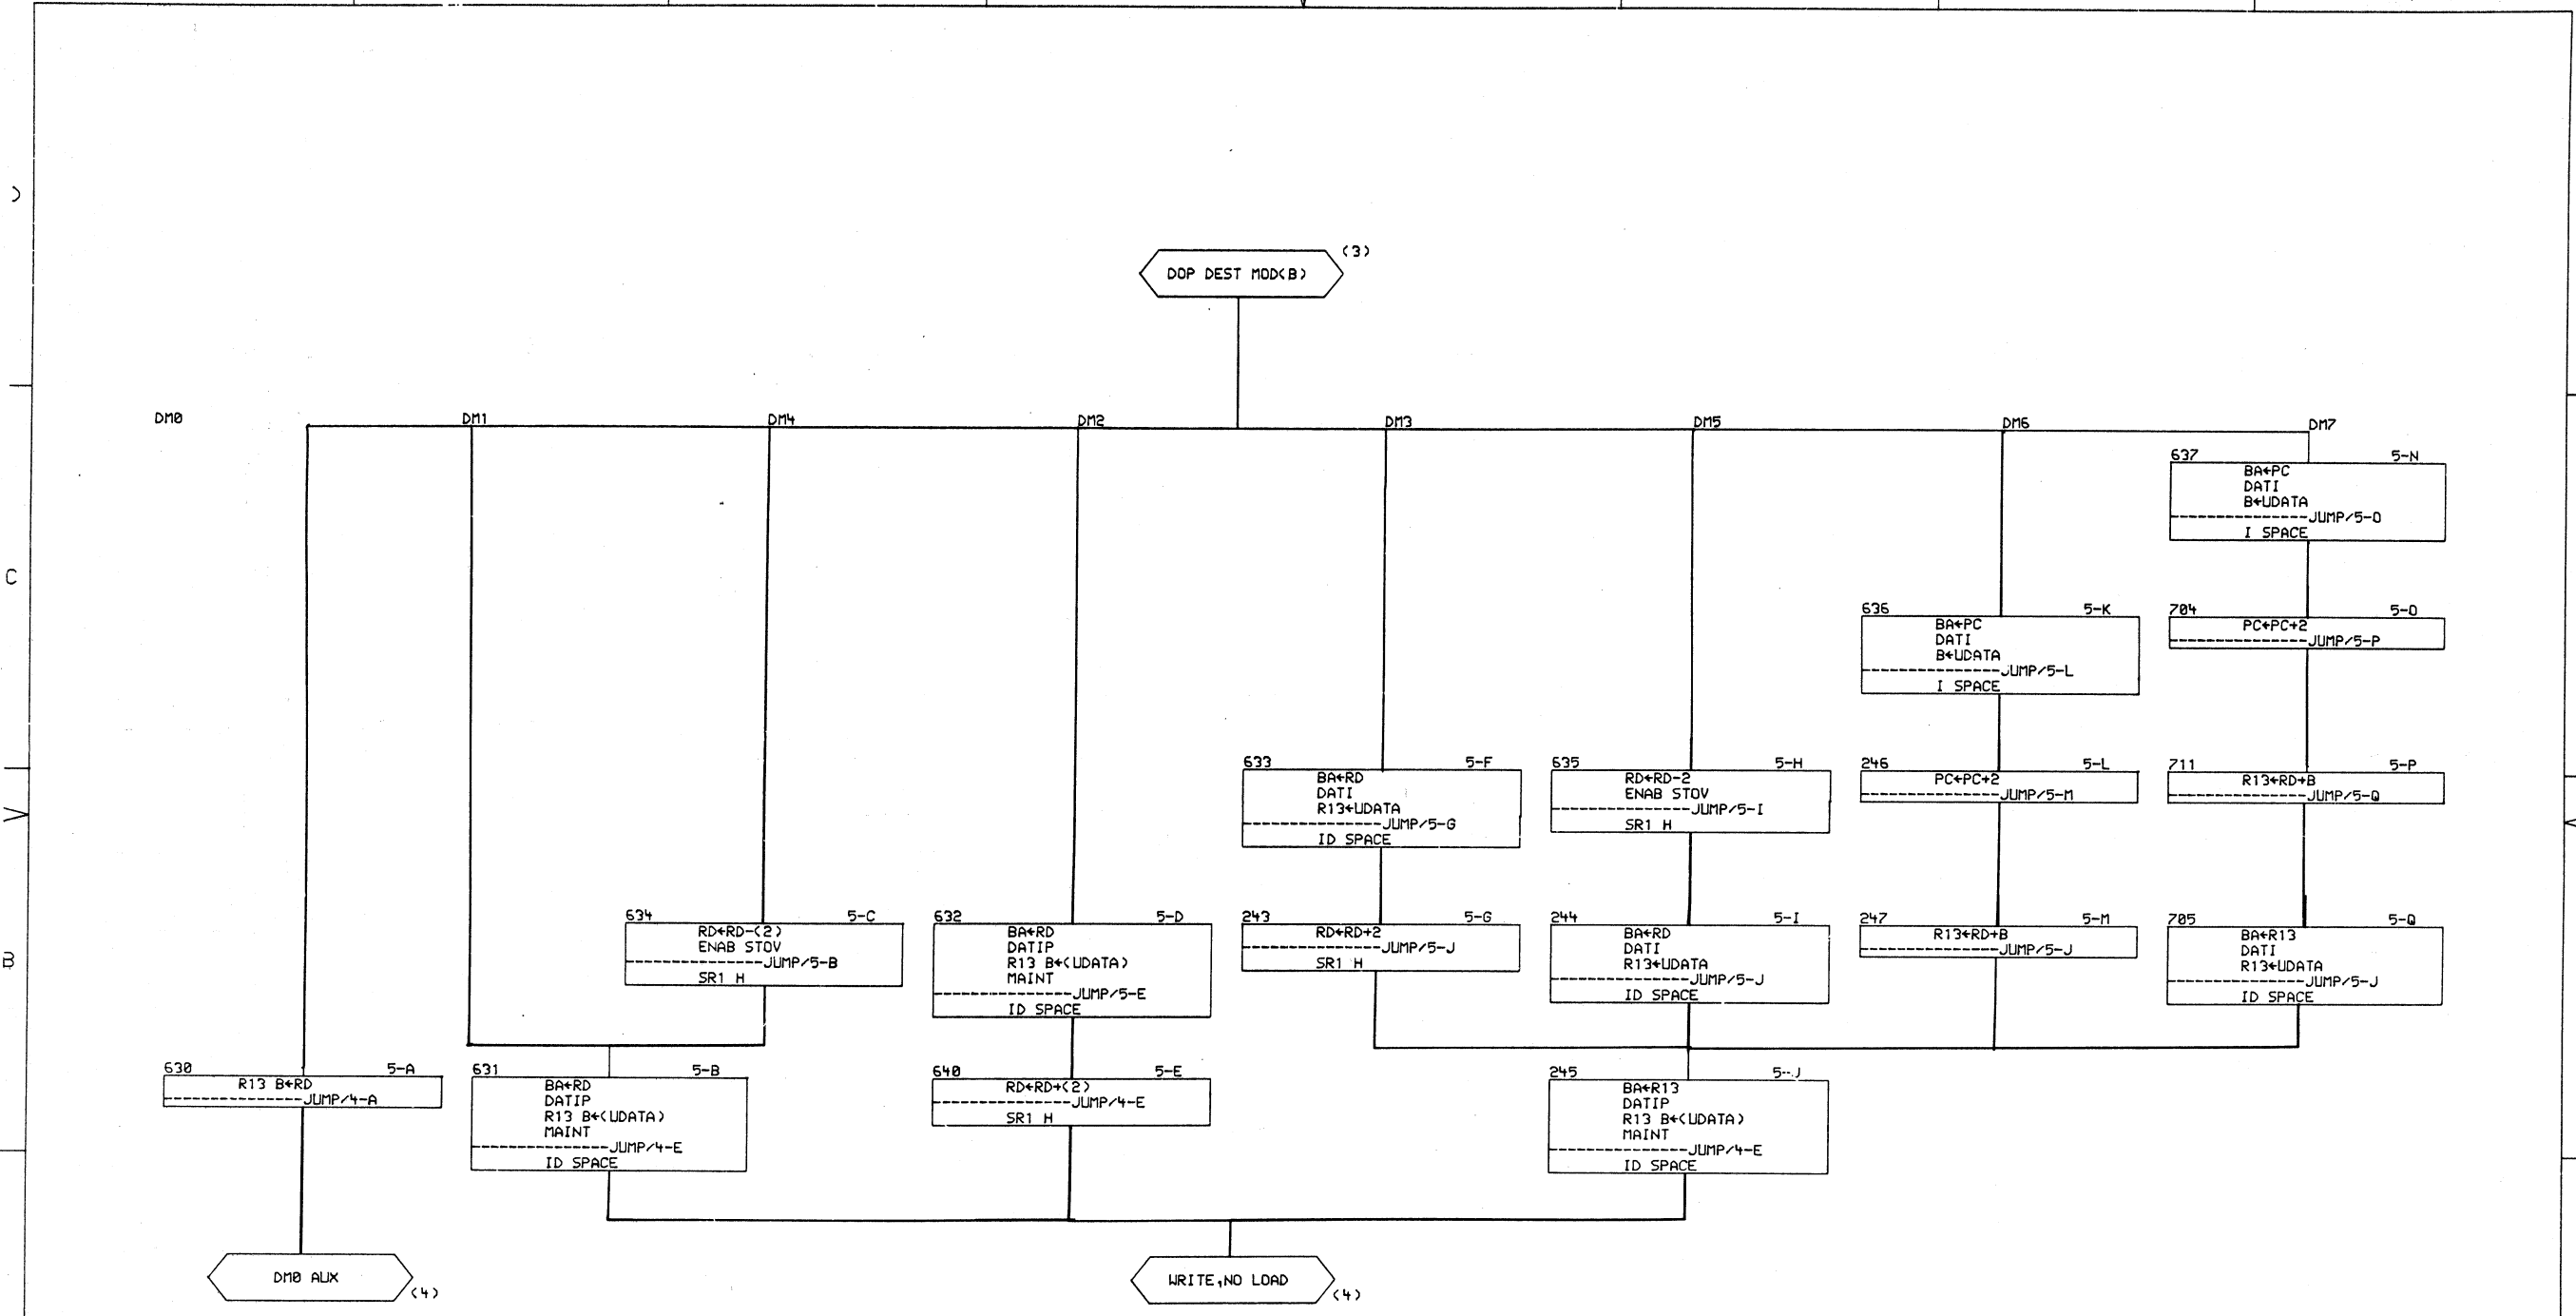 DOP DEST MOD(B)
(3)
DM0
DM1
DM4
DM2
DM3
DM5
DM6
DM7
637 5-N
BA←PC
DATI
B←UDATA
---------------JUMP/5-O
I SPACE
636 5-K
BA←PC
DATI
B←UDATA
---------------JUMP/5-L
I SPACE
704 5-O
PC←PC+2
---------------JUMP/5-P
633 5-F
BA←RD
DATI
R13←UDATA
---------------JUMP/5-G
ID SPACE
635 5-H
RD←RD-2
ENAB STOV
---------------JUMP/5-I
SR1 H
246 5-L
PC←PC+2
---------------JUMP/5-M
711 5-P
R13←RD+B
---------------JUMP/5-Q
634 5-C
RD←RD-(2)
ENAB STOV
---------------JUMP/5-B
SR1 H
632 5-D
BA←RD
DATIP
R13 B←(UDATA)
MAINT
---------------JUMP/5-E
ID SPACE
243 5-G
RD←RD+2
---------------JUMP/5-J
SR1 H
244 5-I
BA←RD
DATI
R13←UDATA
---------------JUMP/5-J
ID SPACE
247 5-M
R13←RD+B
---------------JUMP/5-J
705 5-Q
BA←R13
DATI
R13←UDATA
---------------JUMP/5-J
ID SPACE
630 5-A
R13 B←RD
---------------JUMP/4-A
631 5-B
BA←RD
DATIP
R13 B←(UDATA)
MAINT
---------------JUMP/4-E
ID SPACE
640 5-E
RD←RD+(2)
---------------JUMP/4-E
SR1 H
245 5-J
BA←R13
DATIP
R13 B←(UDATA)
MAINT
---------------JUMP/4-E
ID SPACE
DM0 AUX
(4)
WRITE,NO LOAD
(4)
C
B